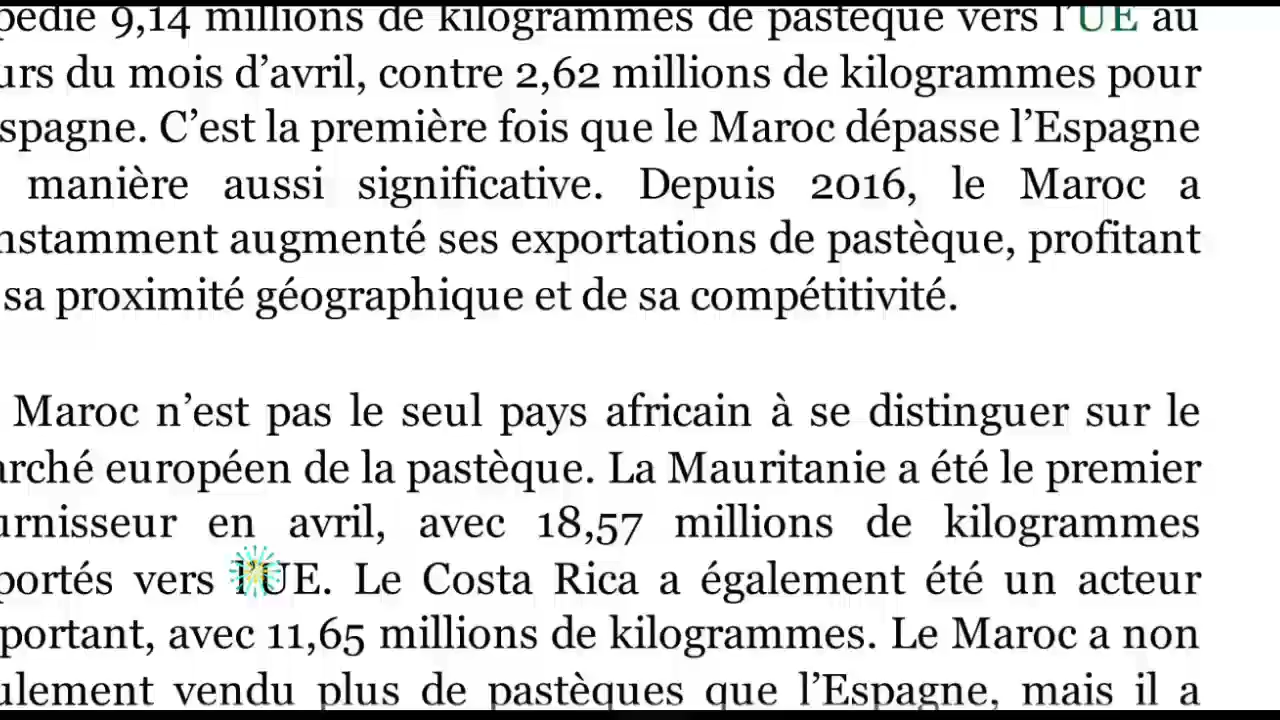 pédié 9,14 millions de kilogrammes de pastèque vers l’UE au
urs du mois d’avril, contre 2,62 millions de kilogrammes pour
spagne. C’est la première fois que le Maroc dépasse l’Espagne
manière aussi significative. Depuis 2016, le Maroc a
nstamment augmenté ses exportations de pastèque, profitant
sa proximité géographique et de sa compétitivité.
Maroc n’est pas le seul pays africain à se distinguer sur le
arché européen de la pastèque. La Mauritanie a été le premier
urnisseur en avril, avec 18,57 millions de kilogrammes
portés vers l’UE. Le Costa Rica a également été un acteur
portant, avec 11,65 millions de kilogrammes. Le Maroc a non
ulement vendu plus de pastèques que l’Espagne, mais il a